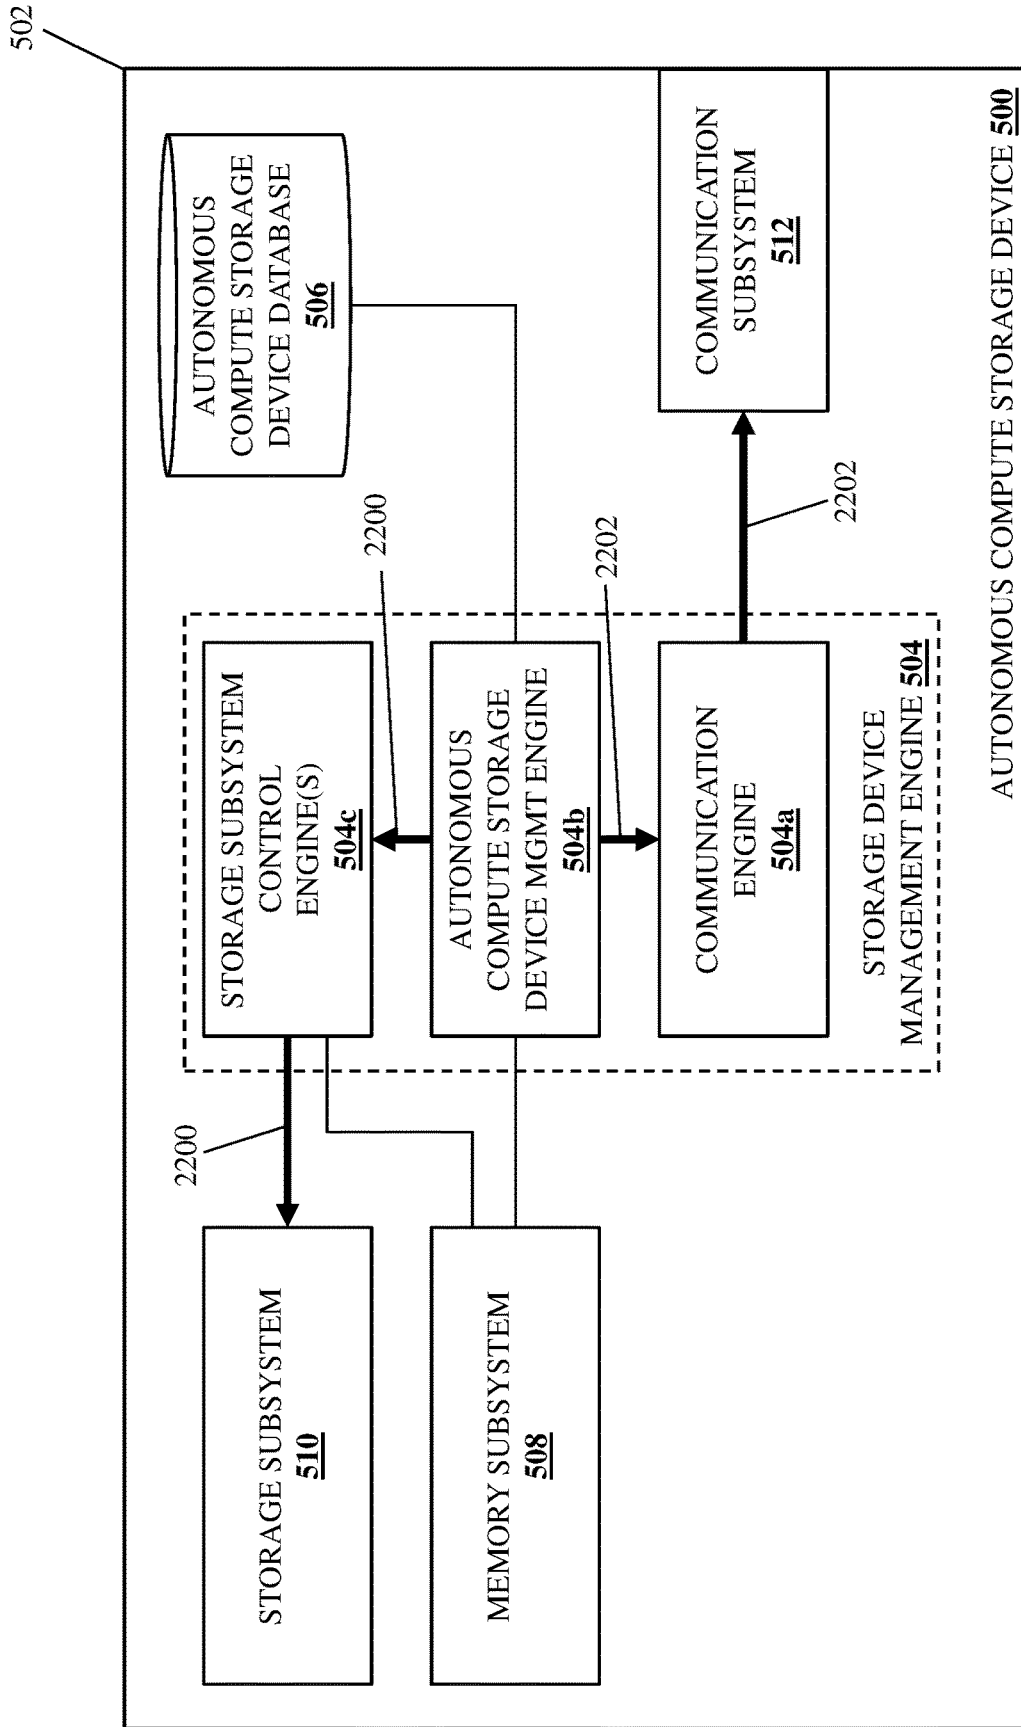 502
STORAGE SUBSYSTEM
510
2200
STORAGE SUBSYSTEM
CONTROL
ENGINE(S)
504c
2200
AUTONOMOUS
COMPUTE STORAGE
DEVICE DATABASE
506
MEMORY SUBSYSTEM
508
AUTONOMOUS
COMPUTE STORAGE
DEVICE MGMT ENGINE
504b
2202
COMMUNICATION
ENGINE
504a
2202
COMMUNICATION
SUBSYSTEM
512
STORAGE DEVICE
MANAGEMENT ENGINE 504
AUTONOMOUS COMPUTE STORAGE DEVICE 500